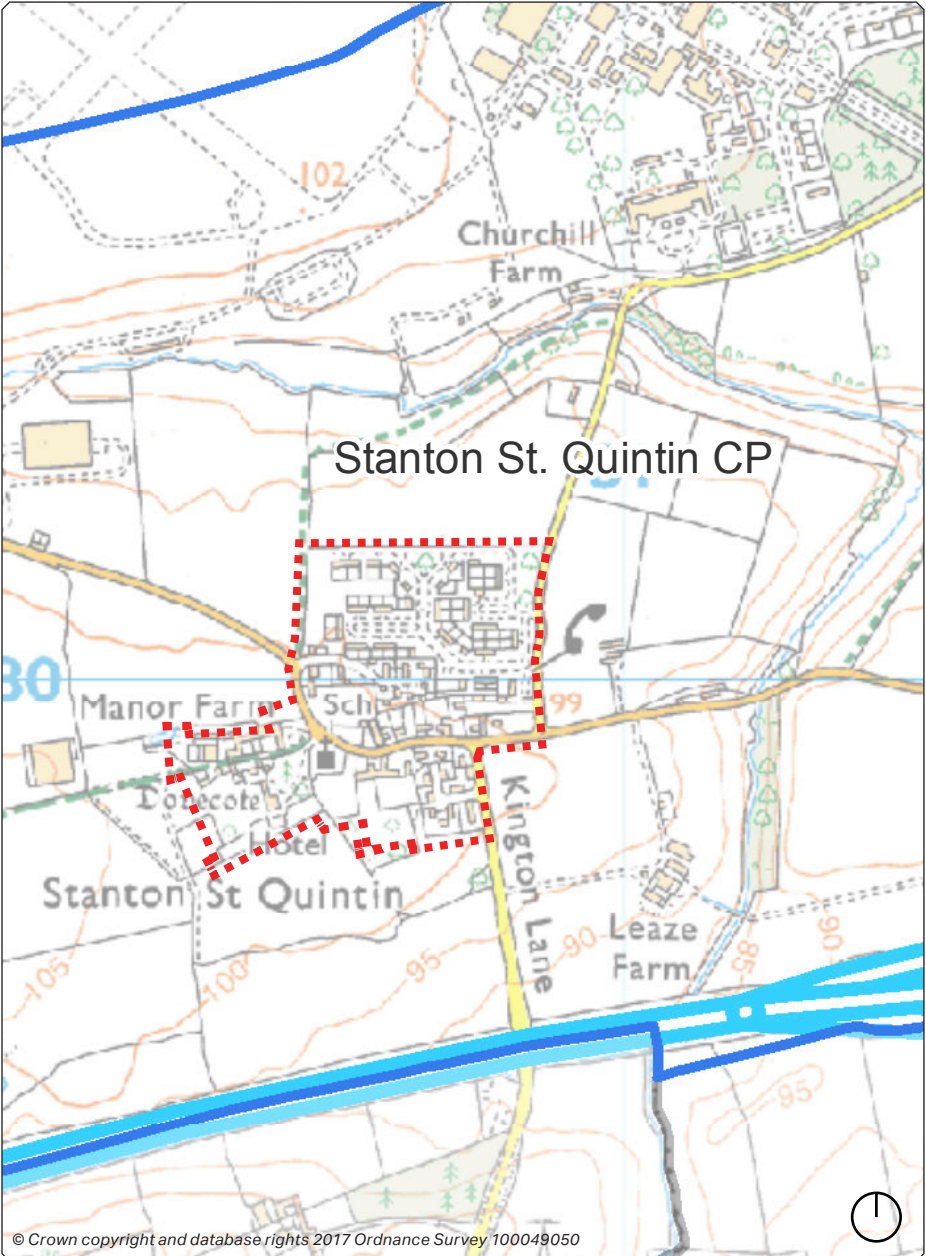 102
Churchill
Farm
Stanton St. Quintin CP
30
Manor Farm
Sch
99
Dovecote
Hotel
Stanton St Quintin
Kington Lane
Leaze
Farm
105
100
95
90
85
90
95
© Crown copyright and database rights 2017 Ordnance Survey 100049050